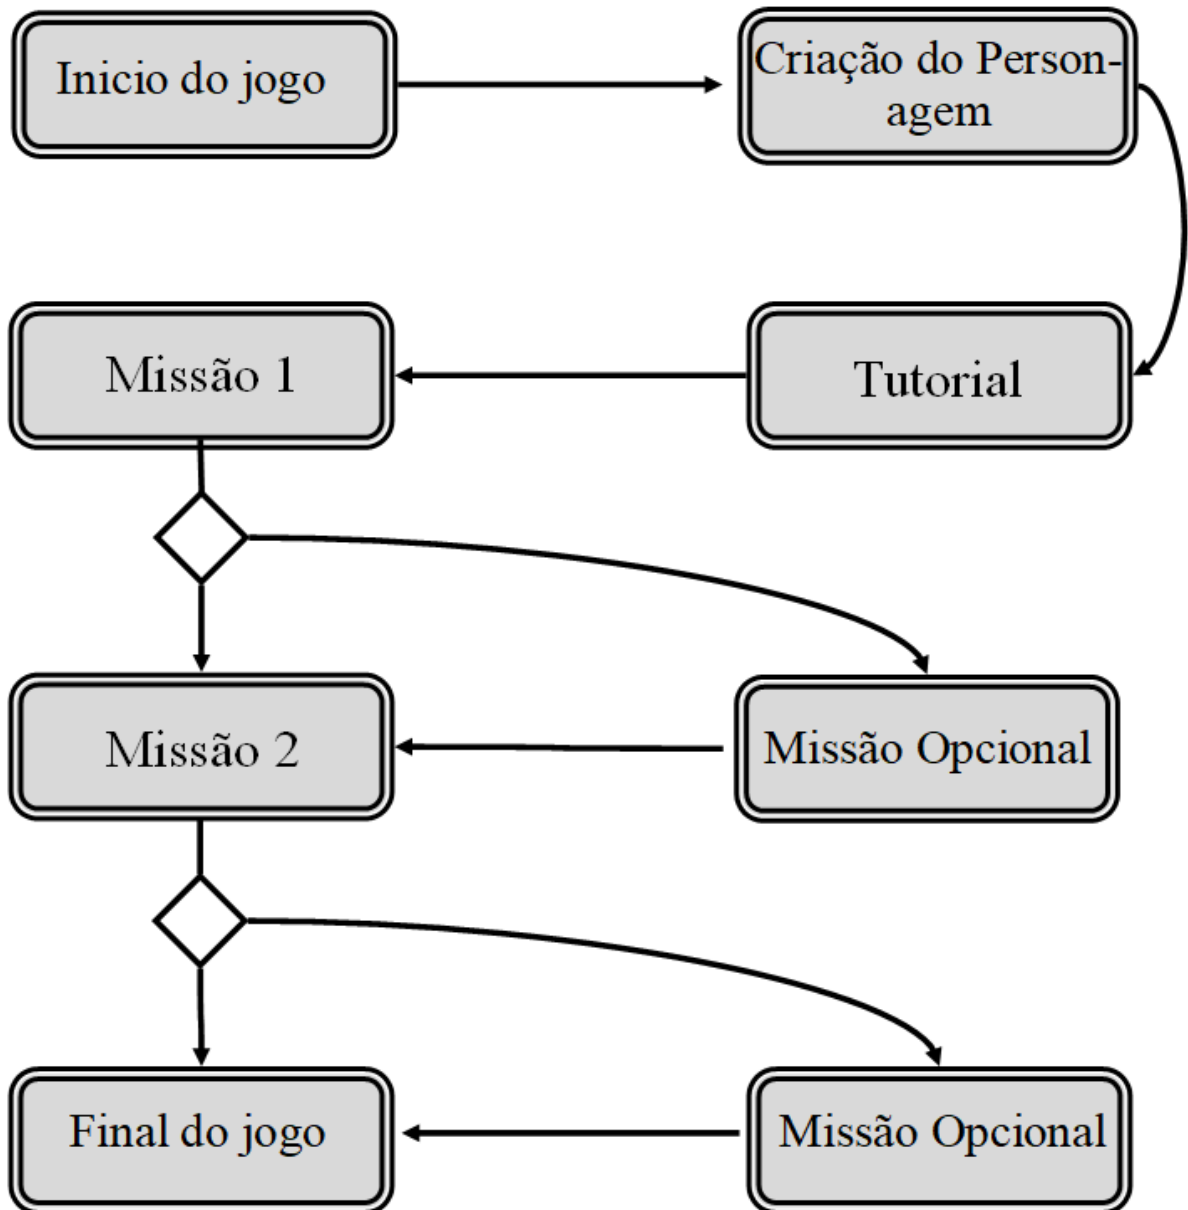 Inicio do jogo
Criação do Person-
agem
Missão 1
Tutorial
Missão 2
Missão Opcional
Final do jogo
Missão Opcional